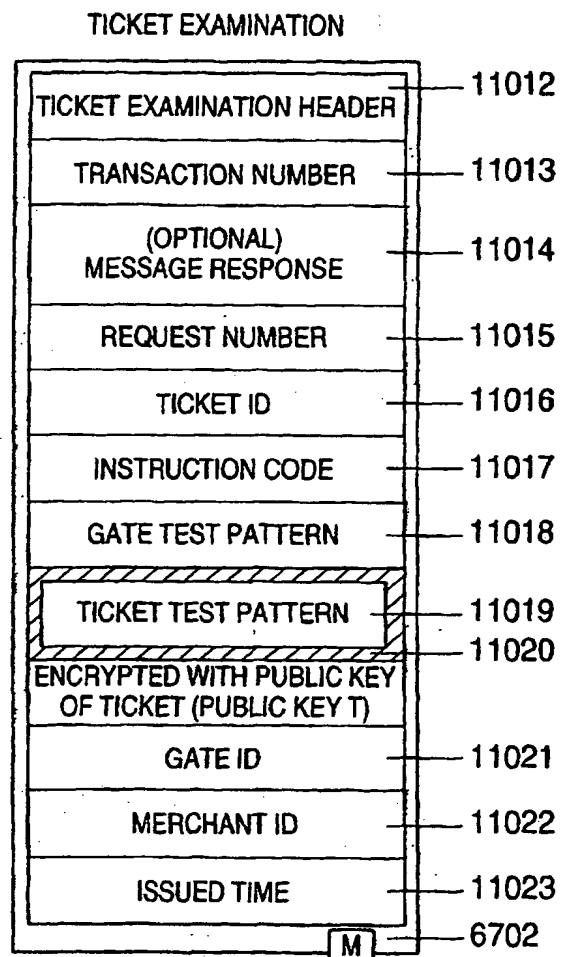 TICKET EXAMINATION
TICKET EXAMINATION HEADER 11012
TRANSACTION NUMBER 11013
(OPTIONAL)
MESSAGE RESPONSE 11014
REQUEST NUMBER 11015
TICKET ID 11016
INSTRUCTION CODE 11017
GATE TEST PATTERN 11018
TICKET TEST PATTERN 11019
11020
ENCRYPTED WITH PUBLIC KEY
OF TICKET (PUBLIC KEY T)
GATE ID 11021
MERCHANT ID 11022
ISSUED TIME 11023
M 6702